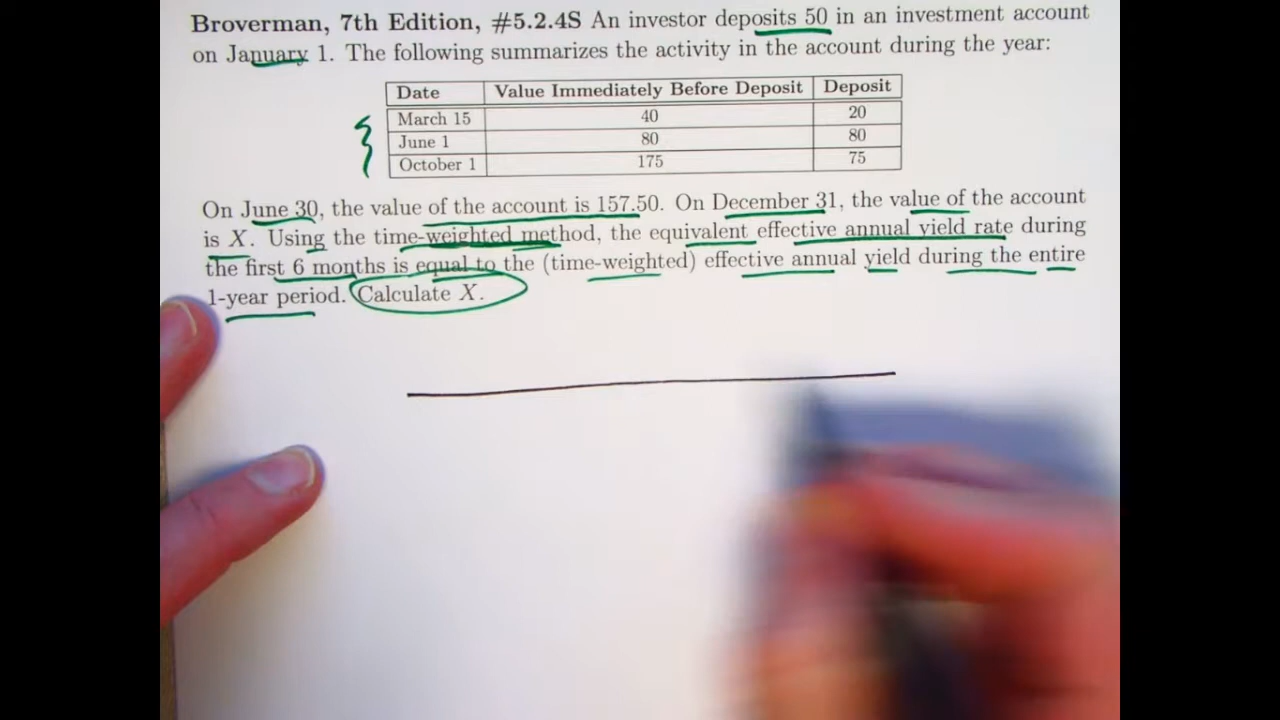 Broverman, 7th Edition, #5.2.4S An investor deposits 50 in an investment account
on January 1. The following summarizes the activity in the account during the year:
Date Value Immediately Before Deposit Deposit
March 15 40 20
June 1 80 80
October 1 175 75
On June 30, the value of the account is 157.50. On December 31, the value of the account
is X. Using the time-weighted method, the equivalent effective annual yield rate during
the first 6 months is equal to the (time-weighted) effective annual yield during the entire
1-year period. Calculate X.